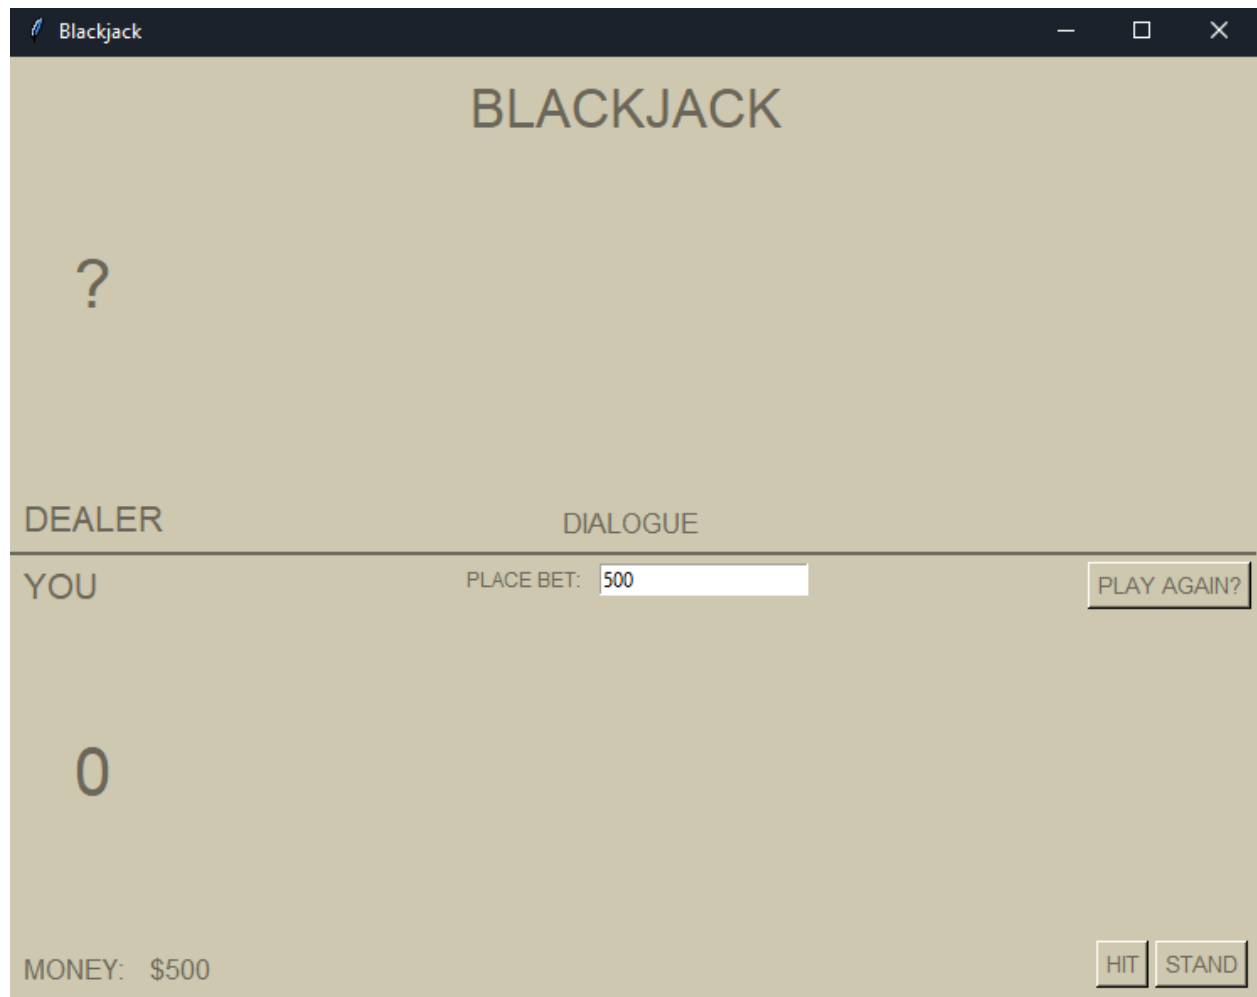 Blackjack
BLACKJACK
?
DEALER
DIALOGUE
YOU
PLACE BET: 500
PLAY AGAIN?
0
MONEY: $500
HIT STAND